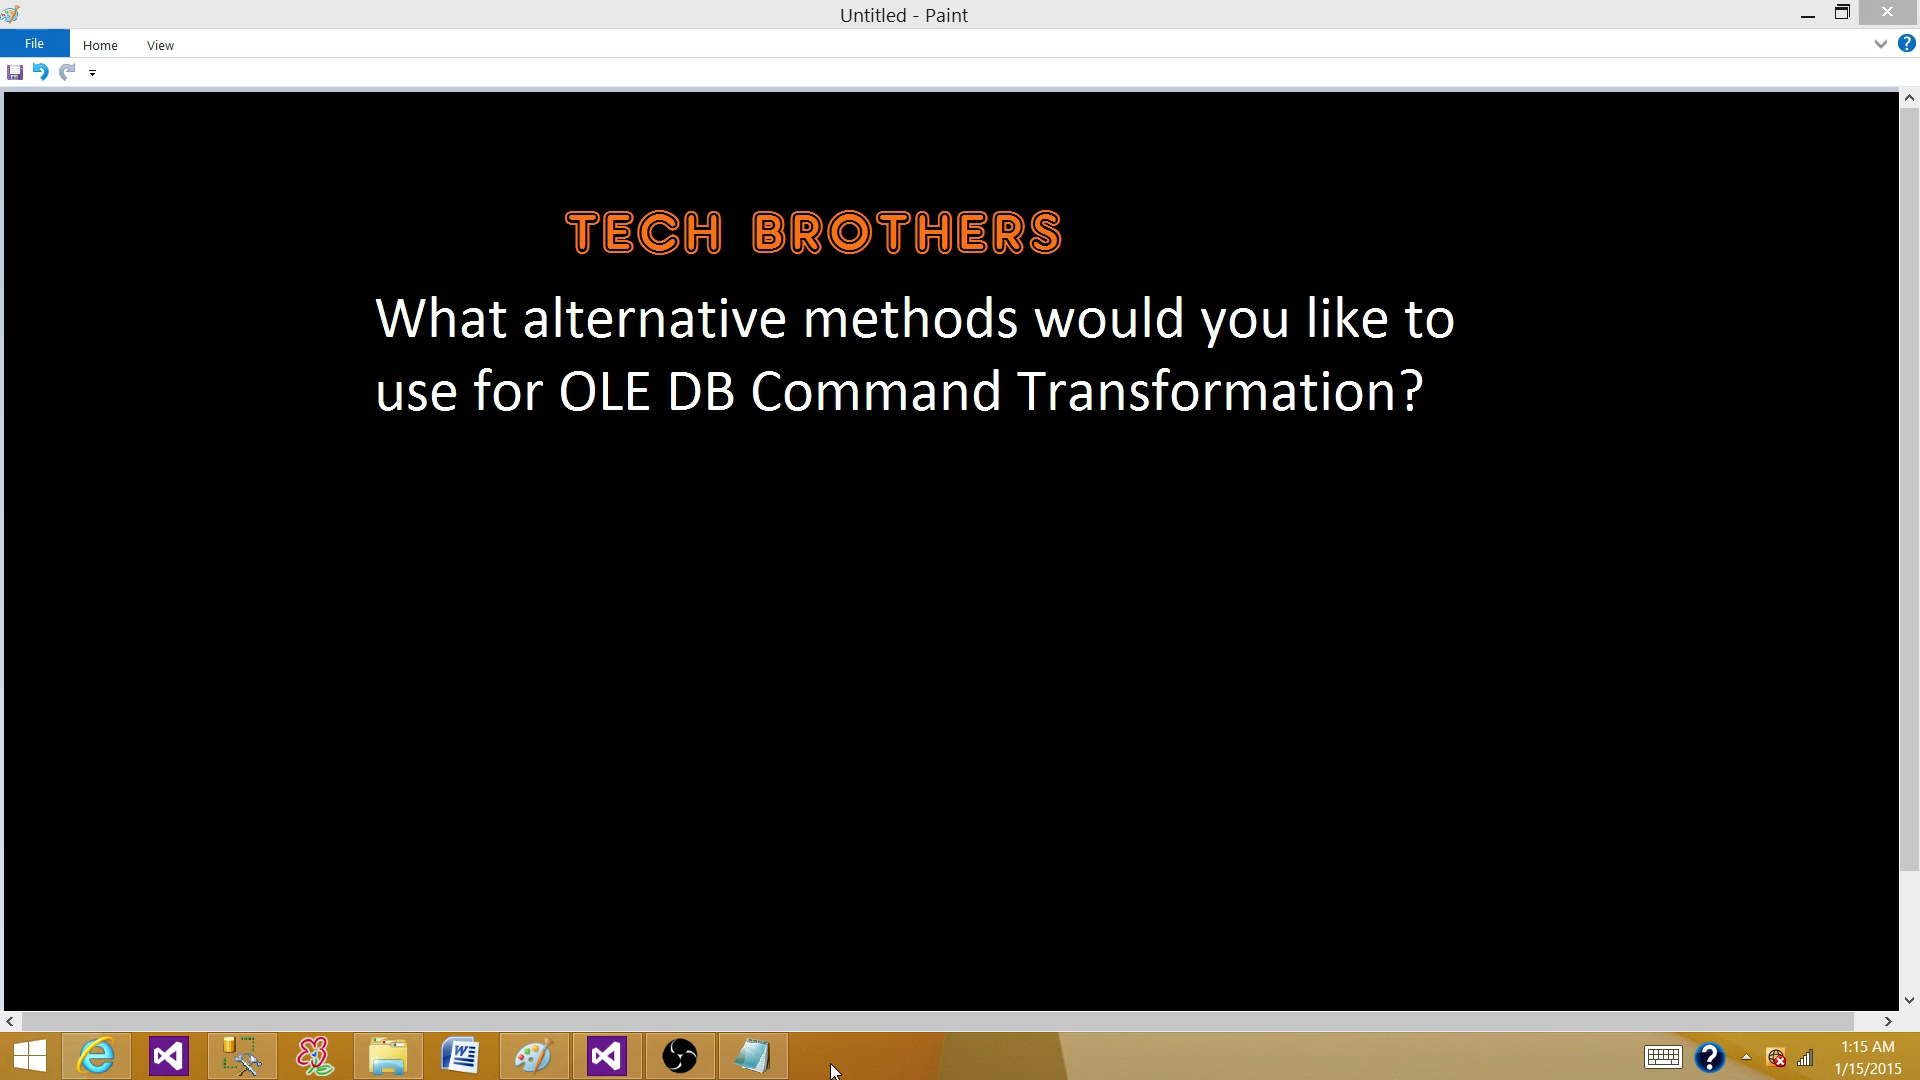 Untitled - Paint
File Home View
TECH BROTHERS
What alternative methods would you like to
use for OLE DB Command Transformation?
1:15 AM
1/15/2015